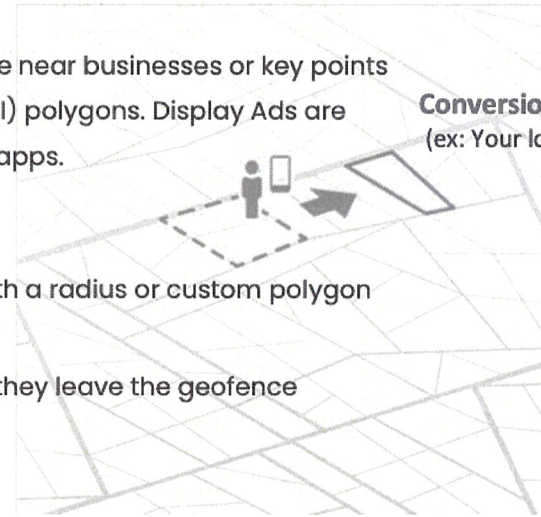 e near businesses or key points
I) polygons. Display Ads are
apps.
Conversio
(ex: Your lo
th a radius or custom polygon
they leave the geofence